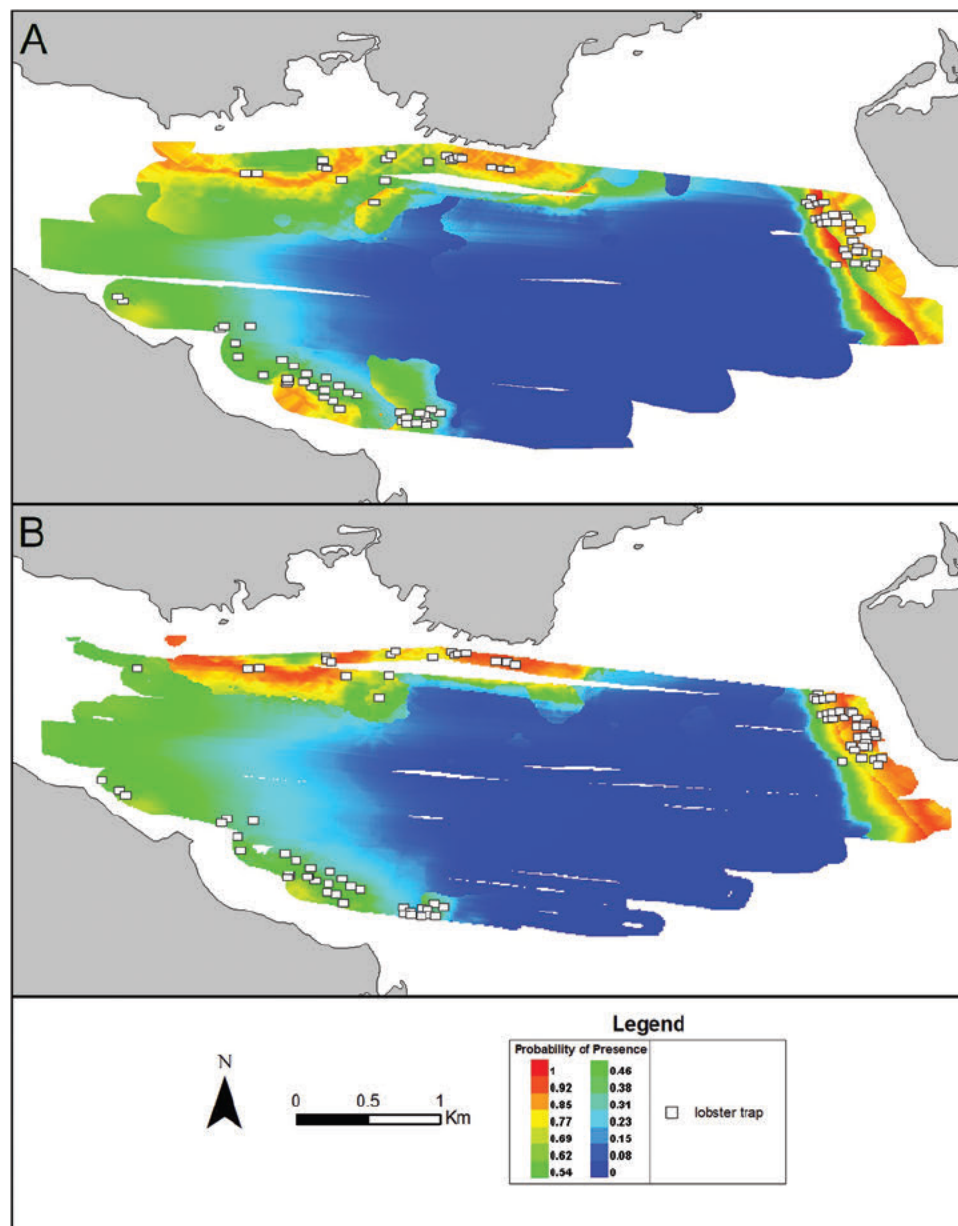 A
B
N
0 0.5 1
Km
Legend
Probability of Presence
1 0.46
0.92 0.38
0.85 0.31
0.77 0.23
0.69 0.15
0.62 0.08
0.54 0
lobster trap